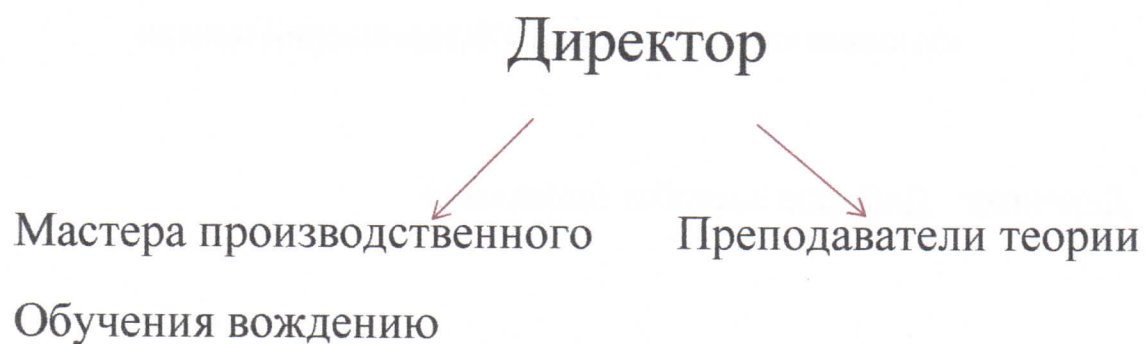 Директор
Мастера производственного Преподаватели теории
Обучения вождению